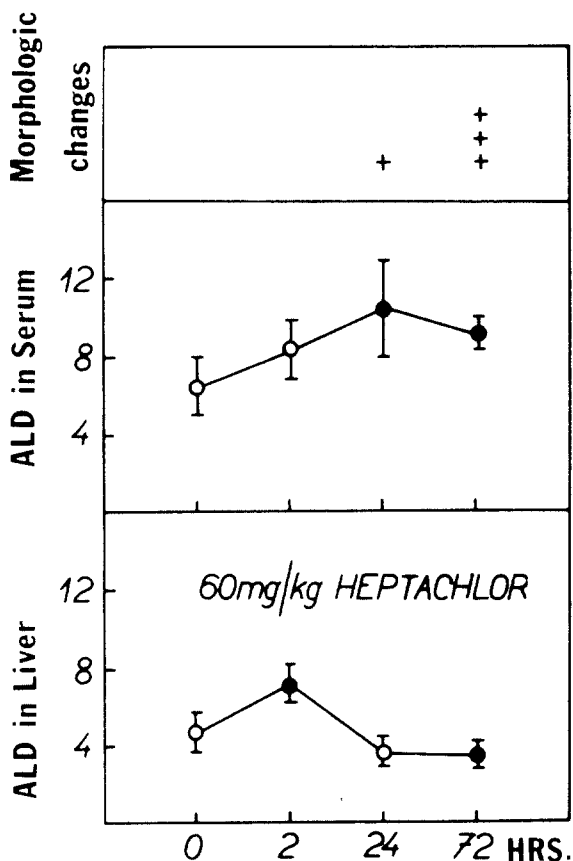 Morphologic
changes
+
+
+ +
ALD in Serum
12
8
4
ALD in Liver
60mg/kg HEPTACHLOR
12
8
4
0 2 24 72 HRS.